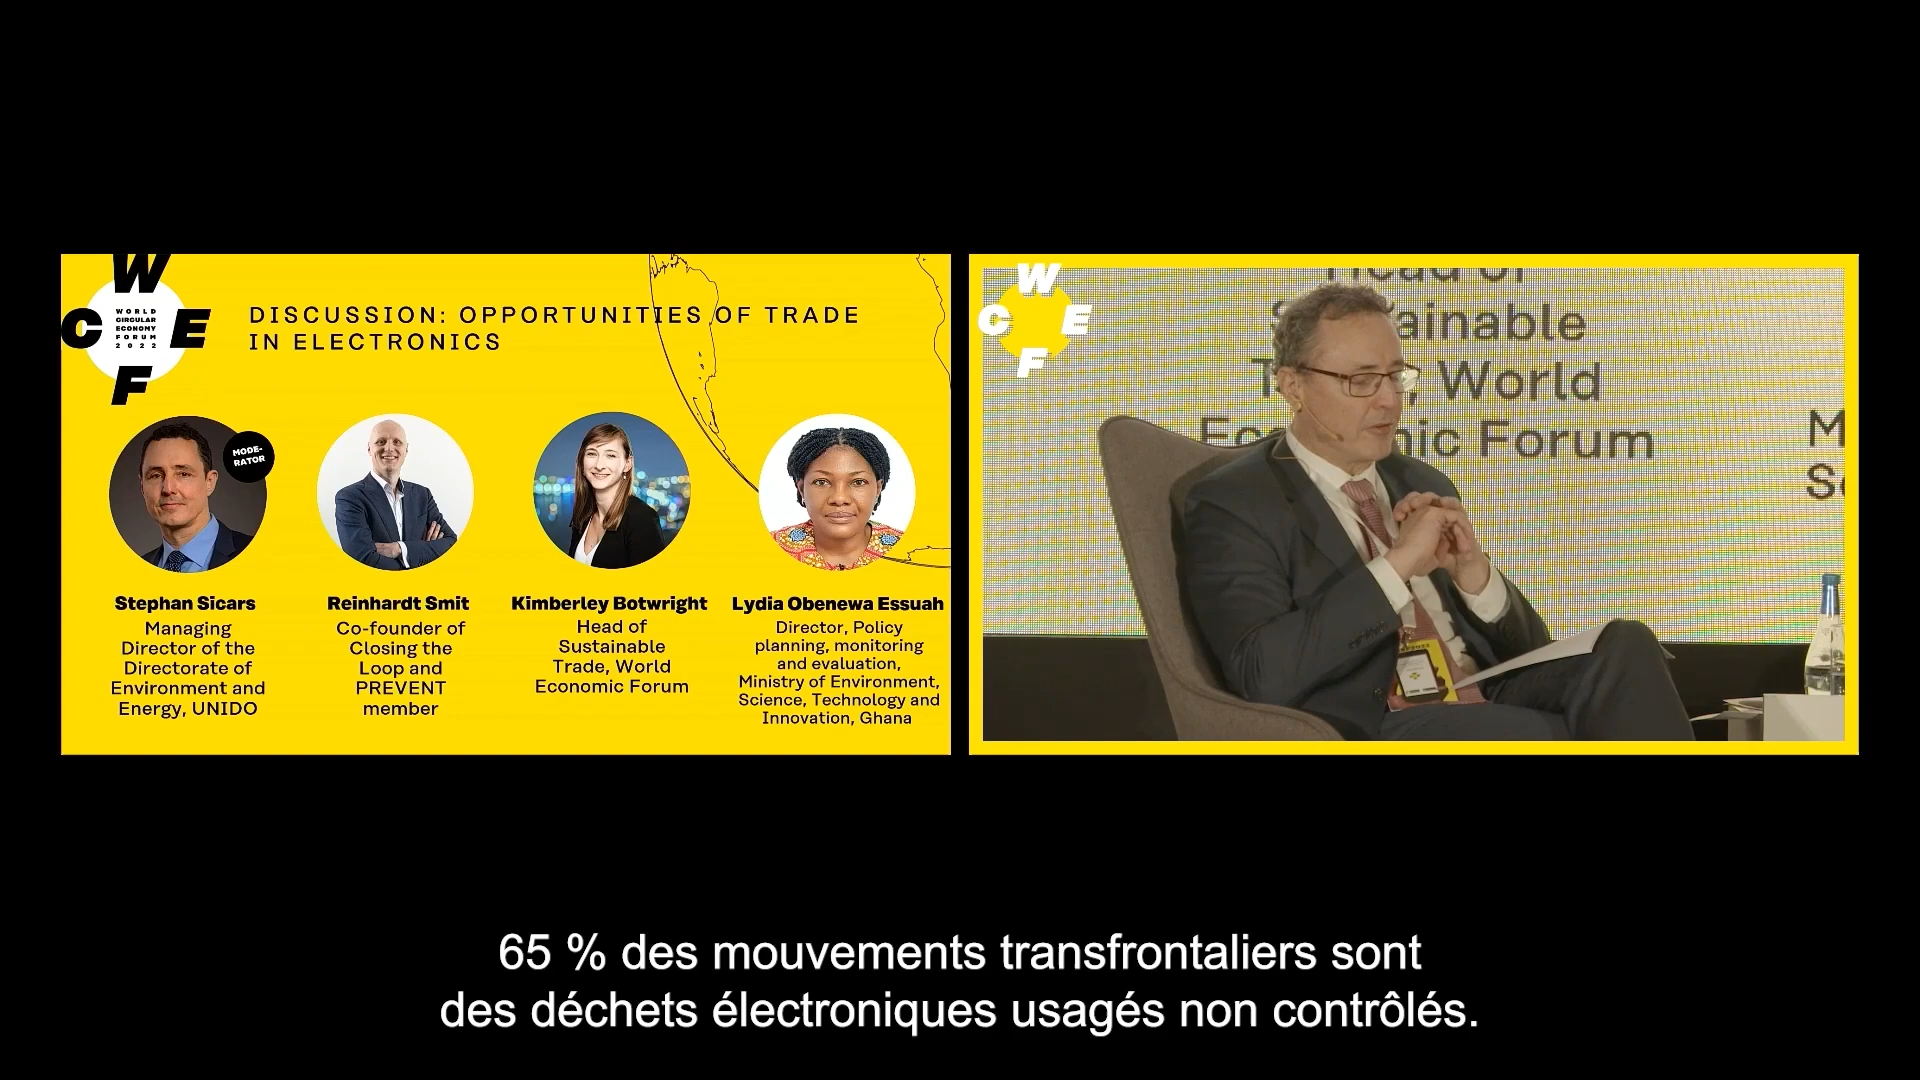 W
C
E
F
WORLD
CIRCULAR
ECONOMY
FORUM
2022
DISCUSSION: OPPORTUNITIES OF TRADE
IN ELECTRONICS
MODE-
RATOR
Stephan Sicars
Managing
Director of the
Directorate of
Environment and
Energy, UNIDO
Reinhardt Smit
Co-founder of
Closing the
Loop and
PREVENT
member
Kimberley Botwright
Head of
Sustainable
Trade, World
Economic Forum
Lydia Obenewa Essuah
Director, Policy
planning, monitoring
and evaluation,
Ministry of Environment,
Science, Technology and
Innovation, Ghana
W
C
E
F
Head of
ainable
World
Forum
65 % des mouvements transfrontaliers sont
des déchets électroniques usagés non contrôlés.